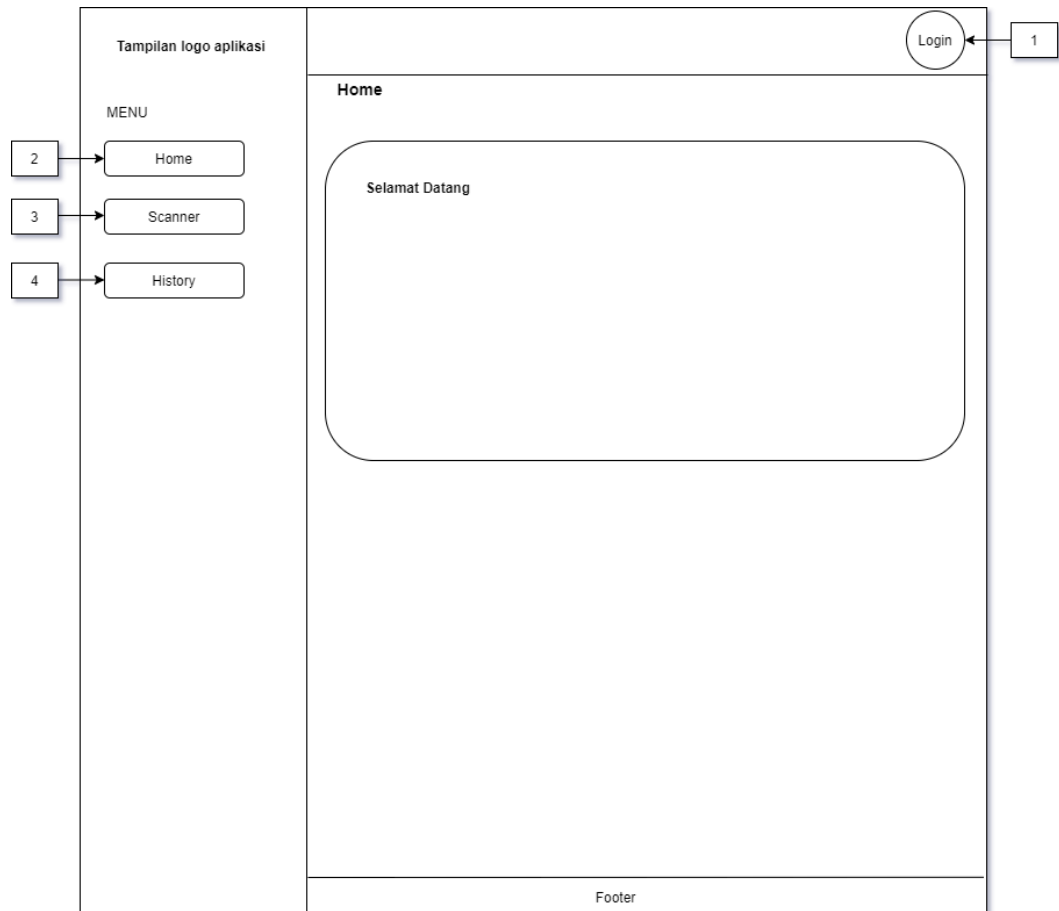 Tampilan logo aplikasi
Login
1
Home
MENU
2
Home
Selamat Datang
3
Scanner
4
History
Footer